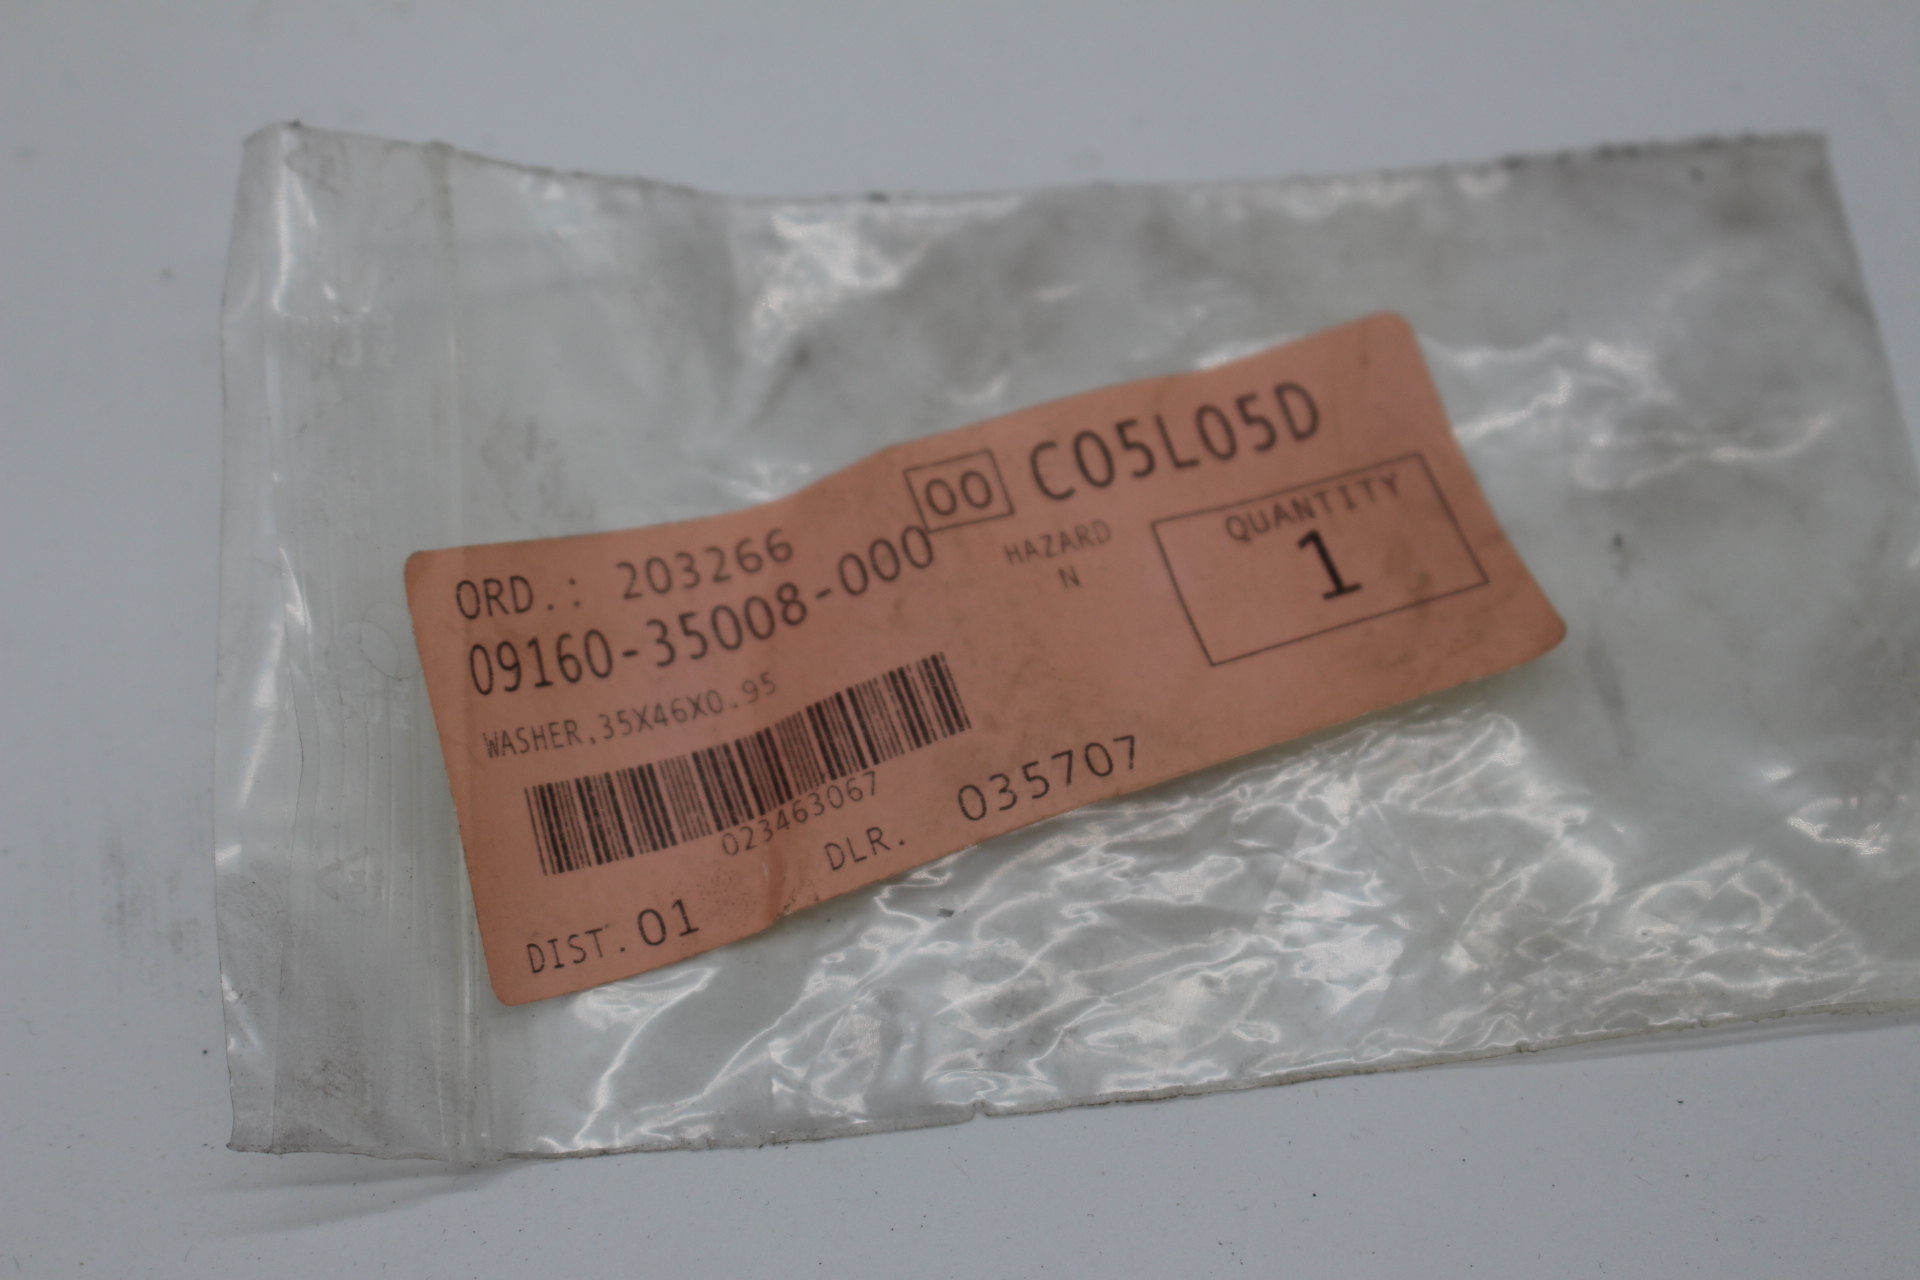 ORD.: 203266
00 C05L05D
09160-35008-000
HAZARD
N
QUANTITY
1
WASHER,35X46X0.95
023463067
DLR. 035707
DIST. 01